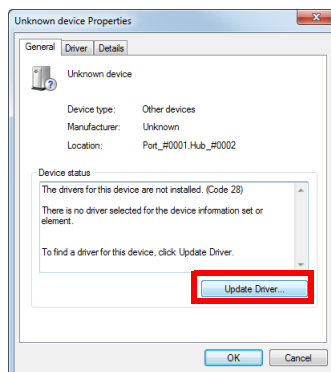 Unknown device Properties
General Driver Details
Unknown device
Device type: Other devices
Manufacturer: Unknown
Location: Port_#0001.Hub_#0002
Device status
The drivers for this device are not installed. (Code 28)
There is no driver selected for the device information set or
element.
To find a driver for this device, click Update Driver.
Update Driver...
OK Cancel